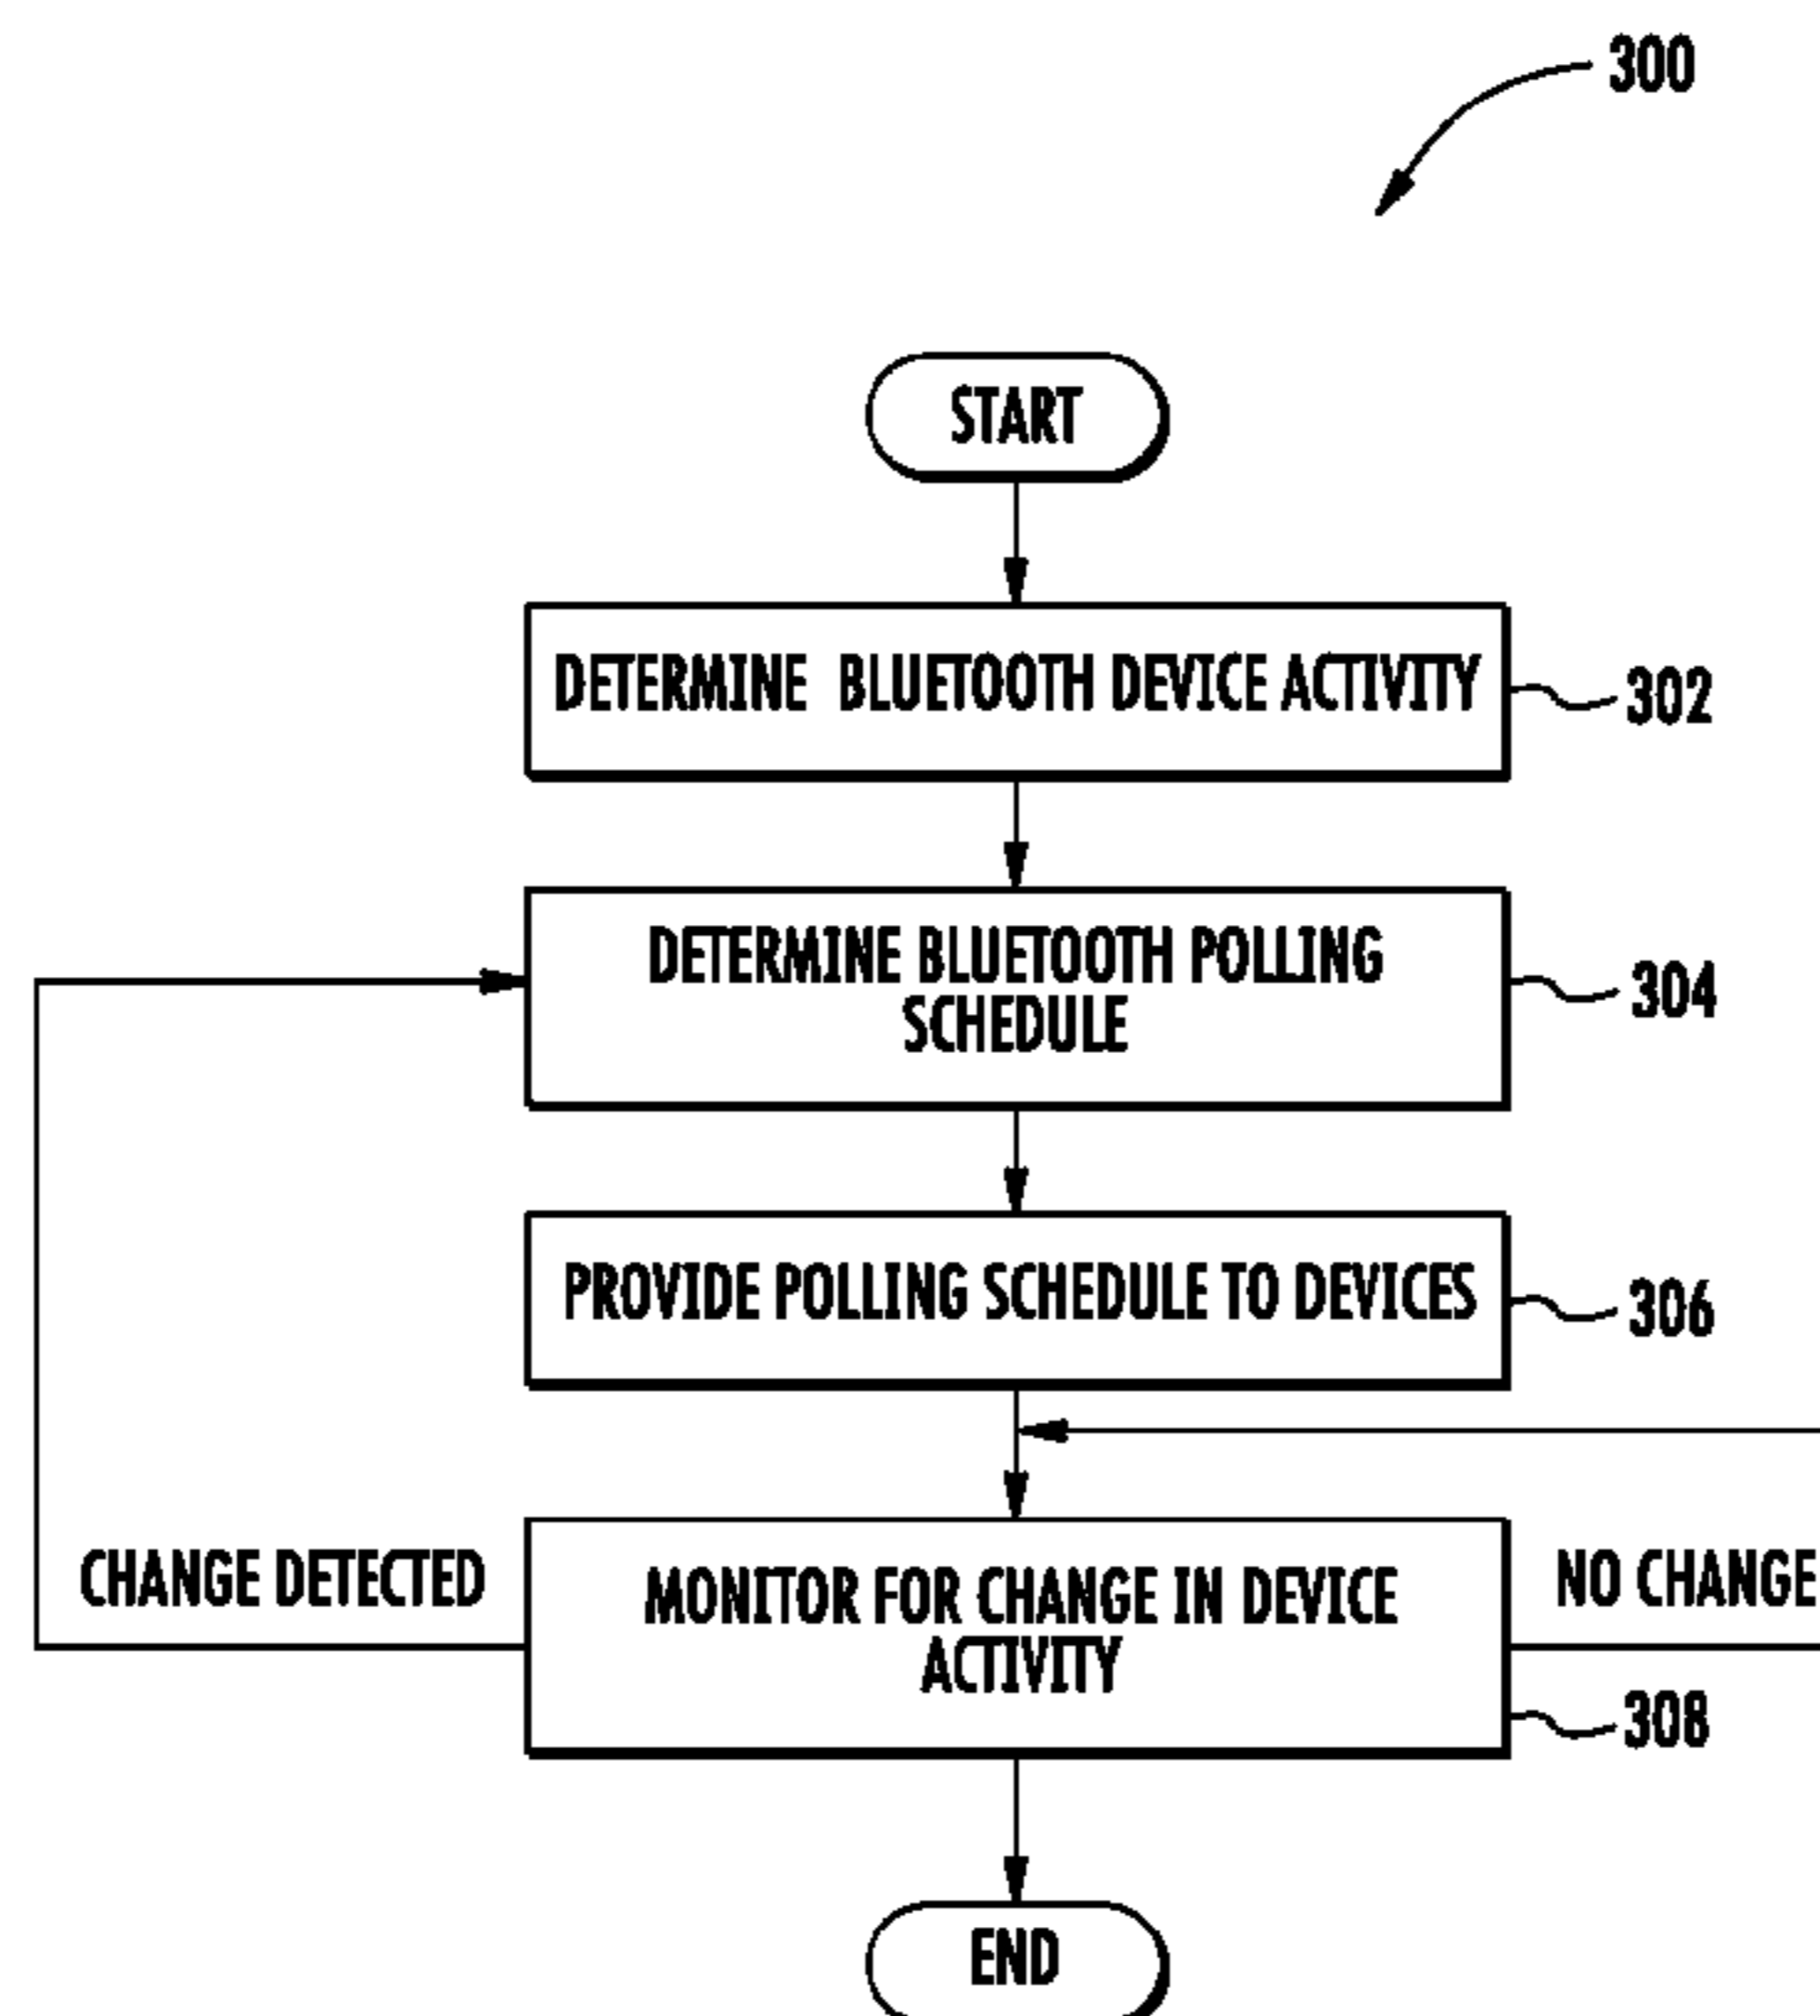 300
START
DETERMINE BLUETOOTH DEVICE ACTIVITY
302
DETERMINE BLUETOOTH POLLING
SCHEDULE
304
PROVIDE POLLING SCHEDULE TO DEVICES
306
CHANGE DETECTED
MONITOR FOR CHANGE IN DEVICE
ACTIVITY
NO CHANGE
308
END